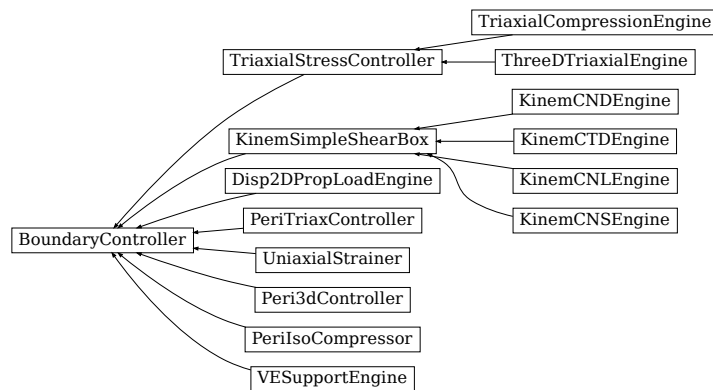 TriaxialCompressionEngine
TriaxialStressController
ThreeDTriaxialEngine
KinemCNDEngine
KinemSimpleShearBox
KinemCTDEngine
Disp2DPropLoadEngine
KinemCNLEngine
PeriTriaxController
KinemCNSEngine
BoundaryController
UniaxialStrainer
Peri3dController
PeriIsoCompressor
VESupportEngine